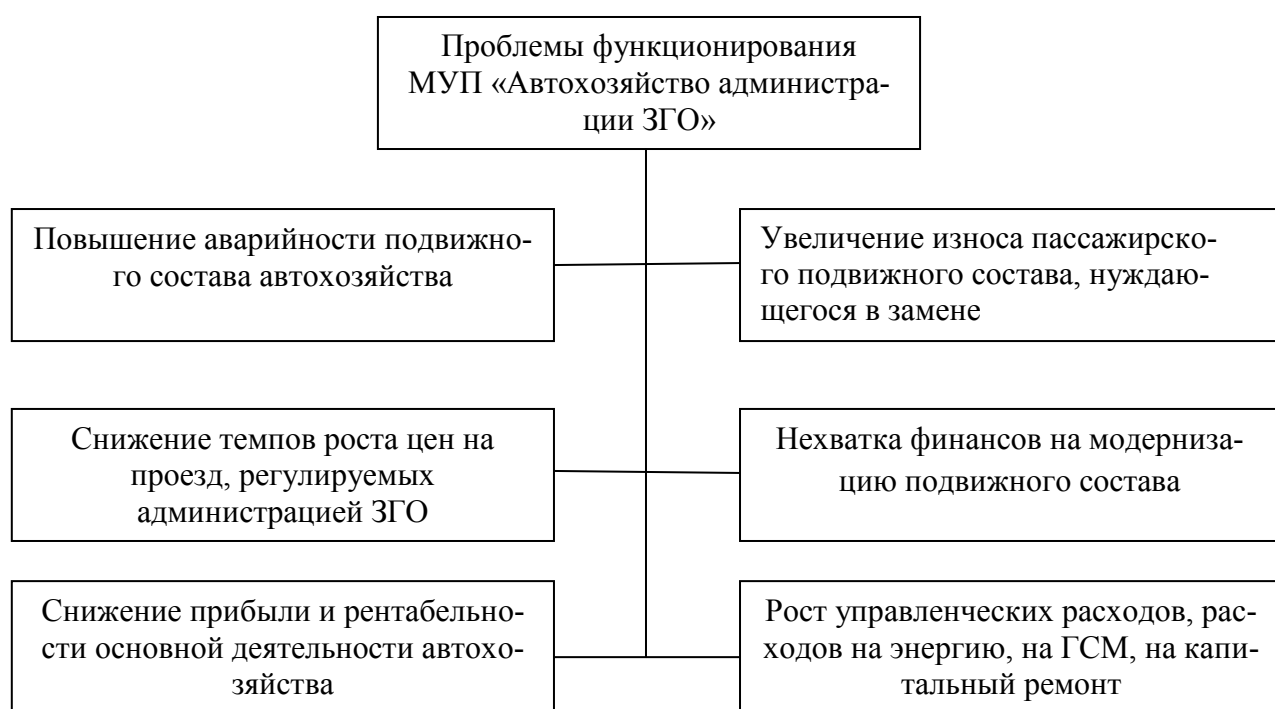 Проблемы функционирования
МУП «Автохозяйство администра-
ции ЗГО»
Повышение аварийности подвижно-
го состава автохозяйства
Увеличение износа пассажирско-
го подвижного состава, нуждаю-
щегося в замене
Снижение темпов роста цен на
проезд, регулируемых
администрацией ЗГО
Нехватка финансов на модерниза-
цию подвижного состава
Снижение прибыли и рентабельно-
сти основной деятельности автохо-
зяйства
Рост управленческих расходов, рас-
ходов на энергию, на ГСМ, на капи-
тальный ремонт